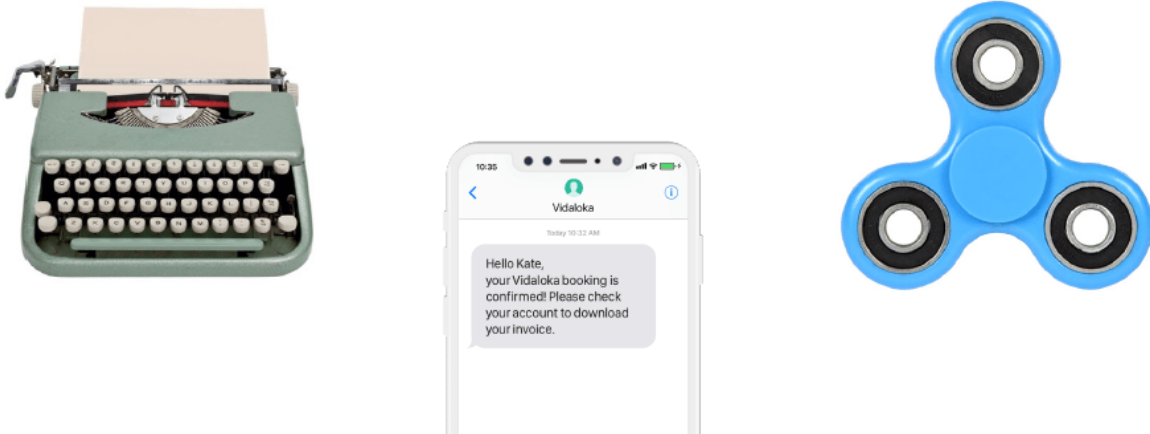 10:35
Vidaloka
Today 10:32 AM
Hello Kate,
your Vidaloka booking is
confirmed! Please check
your account to download
your invoice.